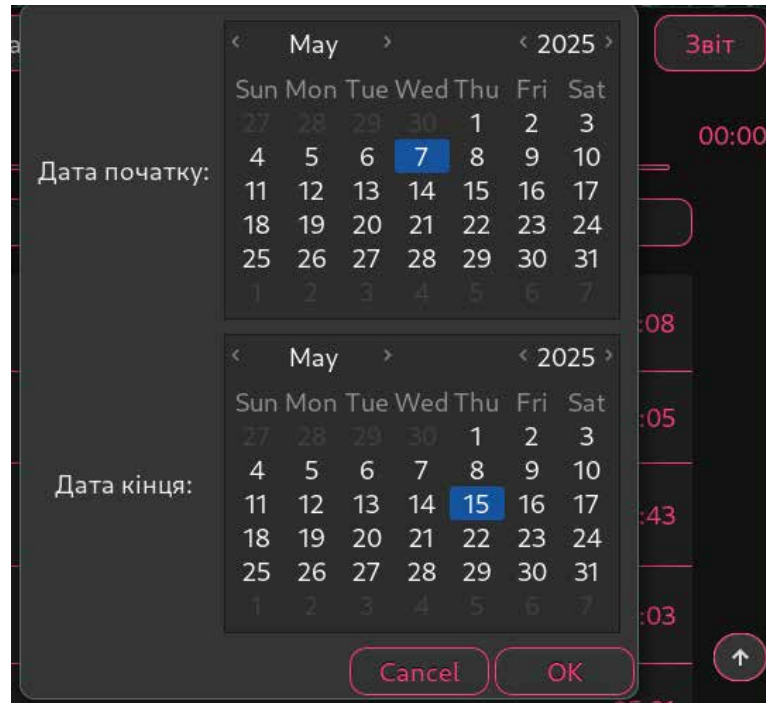 May 2025
Звіт
Sun Mon Tue Wed Thu Fri Sat
27 28 29 30 1 2 3
00:00
4 5 6 7 8 9 10
Дата початку:
11 12 13 14 15 16 17
18 19 20 21 22 23 24
25 26 27 28 29 30 31
1 2 3 4 5 6 7
:08
May 2025
Sun Mon Tue Wed Thu Fri Sat
:05
27 28 29 30 1 2 3
4 5 6 7 8 9 10
Дата кінця:
11 12 13 14 15 16 17
:43
18 19 20 21 22 23 24
25 26 27 28 29 30 31
1 2 3 4 5 6 7
:03
Cancel OK